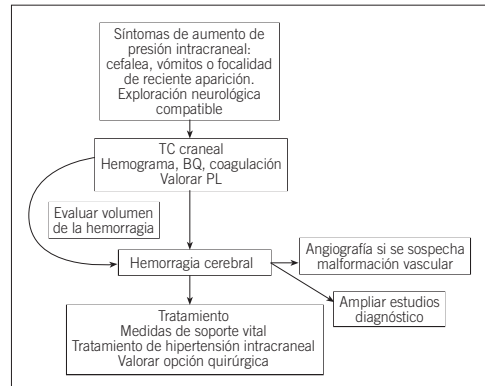 Síntomas de aumento de
presión intracraneal:
cefalea, vómitos o focalidad
de reciente aparición.
Exploración neurológica
compatible
TC craneal
Hemograma, BQ, coagulación
Valorar PL
Evaluar volumen
de la hemorragia
Hemorragia cerebral
Angiografía si se sospecha
malformación vascular
Ampliar estudios
diagnóstico
Tratamiento
Medidas de soporte vital
Tratamiento de hipertensión intracraneal
Valorar opción quirúrgica